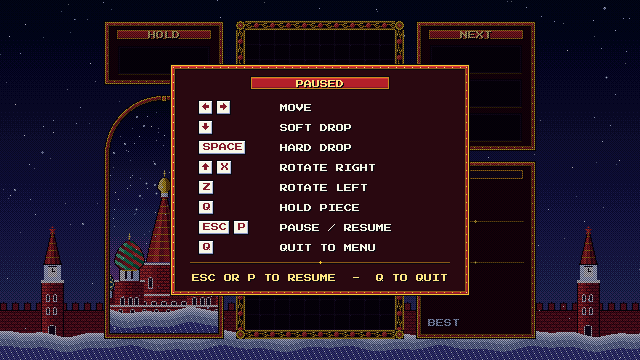 HOLD
NEXT
PAUSED
← → MOVE
↓ SOFT DROP
SPACE HARD DROP
↑ X ROTATE RIGHT
Z ROTATE LEFT
Q HOLD PIECE
ESC P PAUSE / RESUME
Q QUIT TO MENU
ESC OR P TO RESUME - Q TO QUIT
BEST